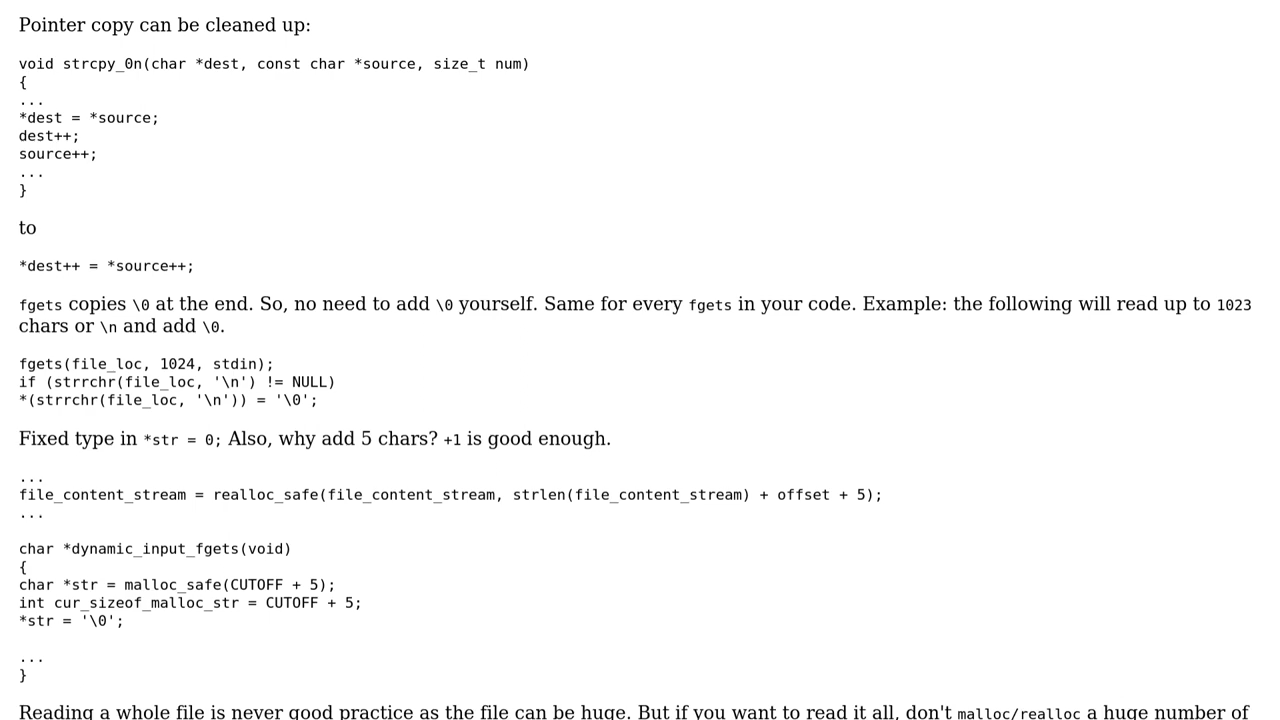 Pointer copy can be cleaned up:
void strcpy_0n(char *dest, const char *source, size_t num)
{
...
*dest = *source;
dest++;
source++;
...
}
to
*dest++ = *source++;
fgets copies \0 at the end. So, no need to add \0 yourself. Same for every fgets in your code. Example: the following will read up to 1023
chars or \n and add \0.
fgets(file_loc, 1024, stdin);
if (strrchr(file_loc, '\n') != NULL)
*(strrchr(file_loc, '\n')) = '\0';
Fixed type in *str = 0; Also, why add 5 chars? +1 is good enough.
...
file_content_stream = realloc_safe(file_content_stream, strlen(file_content_stream) + offset + 5);
...
char *dynamic_input_fgets(void)
{
char *str = malloc_safe(CUTOFF + 5);
int cur_sizeof_malloc_str = CUTOFF + 5;
*str = '\0';
...
}
Reading a whole file is never good practice as the file can be huge. But if you want to read it all, don't malloc/realloc a huge number of